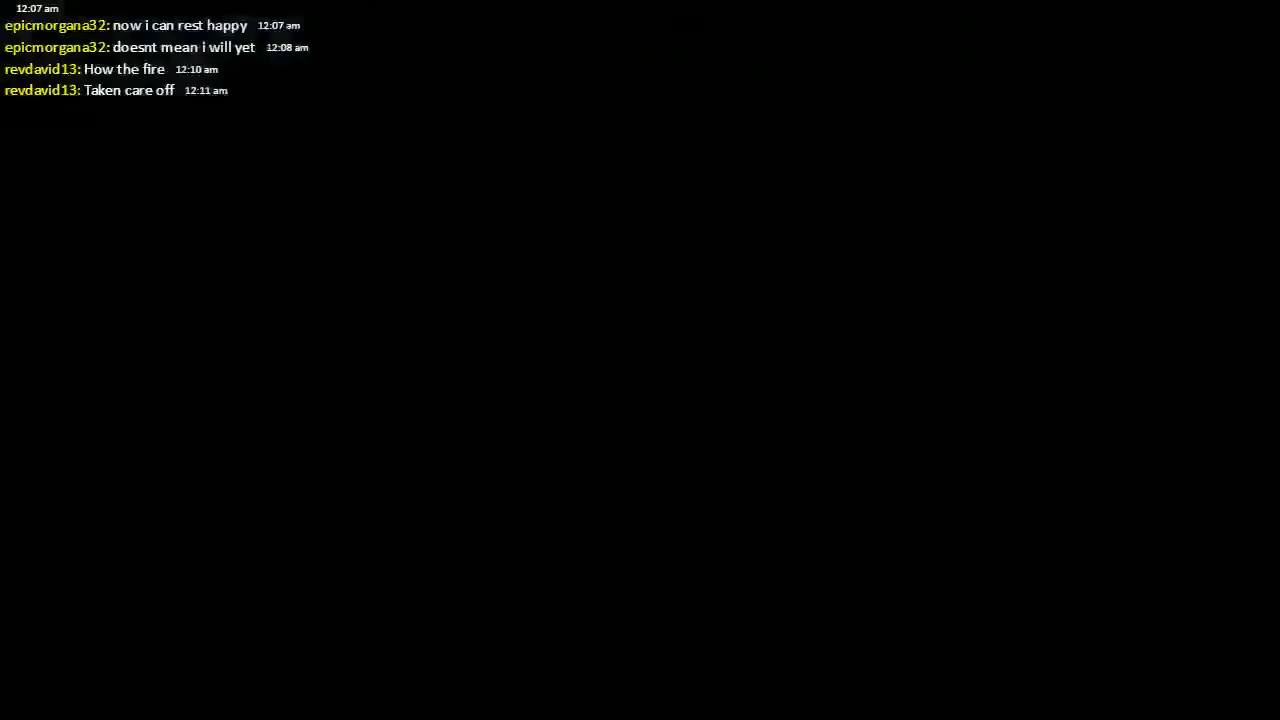 12:07 am
epicmorgana32: now i can rest happy 12:07 am
epicmorgana32: doesnt mean i will yet 12:08 am
revdavid13: How the fire 12:10 am
revdavid13: Taken care off 12:11 am